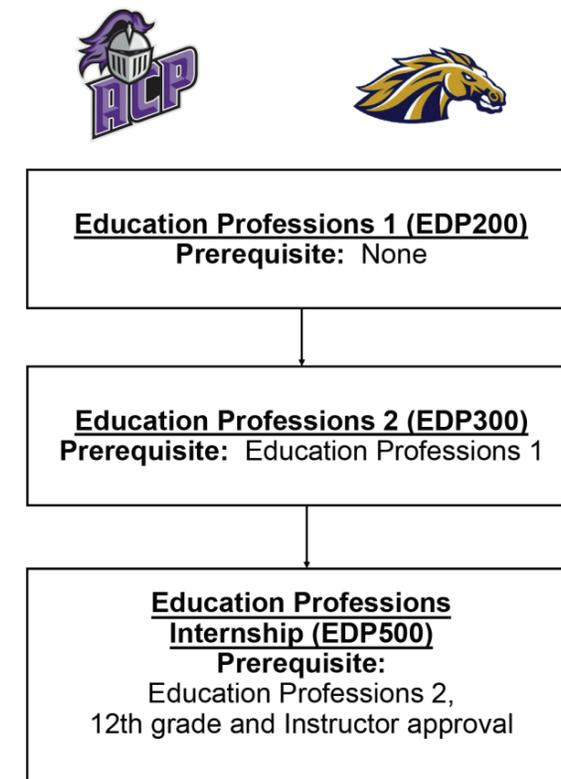 ACP
Education Professions 1 (EDP200)
Prerequisite: None
Education Professions 2 (EDP300)
Prerequisite: Education Professions 1
Education Professions
Internship (EDP500)
Prerequisite:
Education Professions 2,
12th grade and Instructor approval